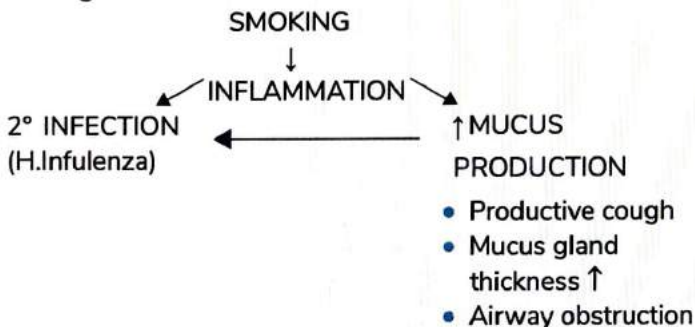 SMOKING
↓
INFLAMMATION
2° INFECTION
(H.Infulenza)
↑MUCUS
PRODUCTION
• Productive cough
• Mucus gland
thickness ↑
• Airway obstruction